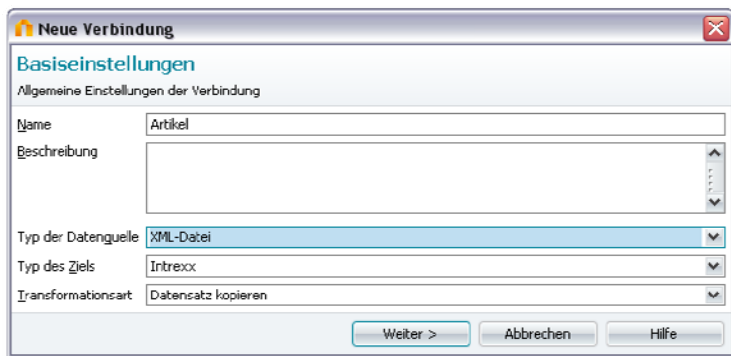 Neue Verbindung
Basiseinstellungen
Allgemeine Einstellungen der Verbindung
Name Artikel
Beschreibung
Typ der Datenquelle XML-Datei
Typ des Ziels Intrexx
Transformationsart Datensatz kopieren
Weiter > Abbrechen Hilfe